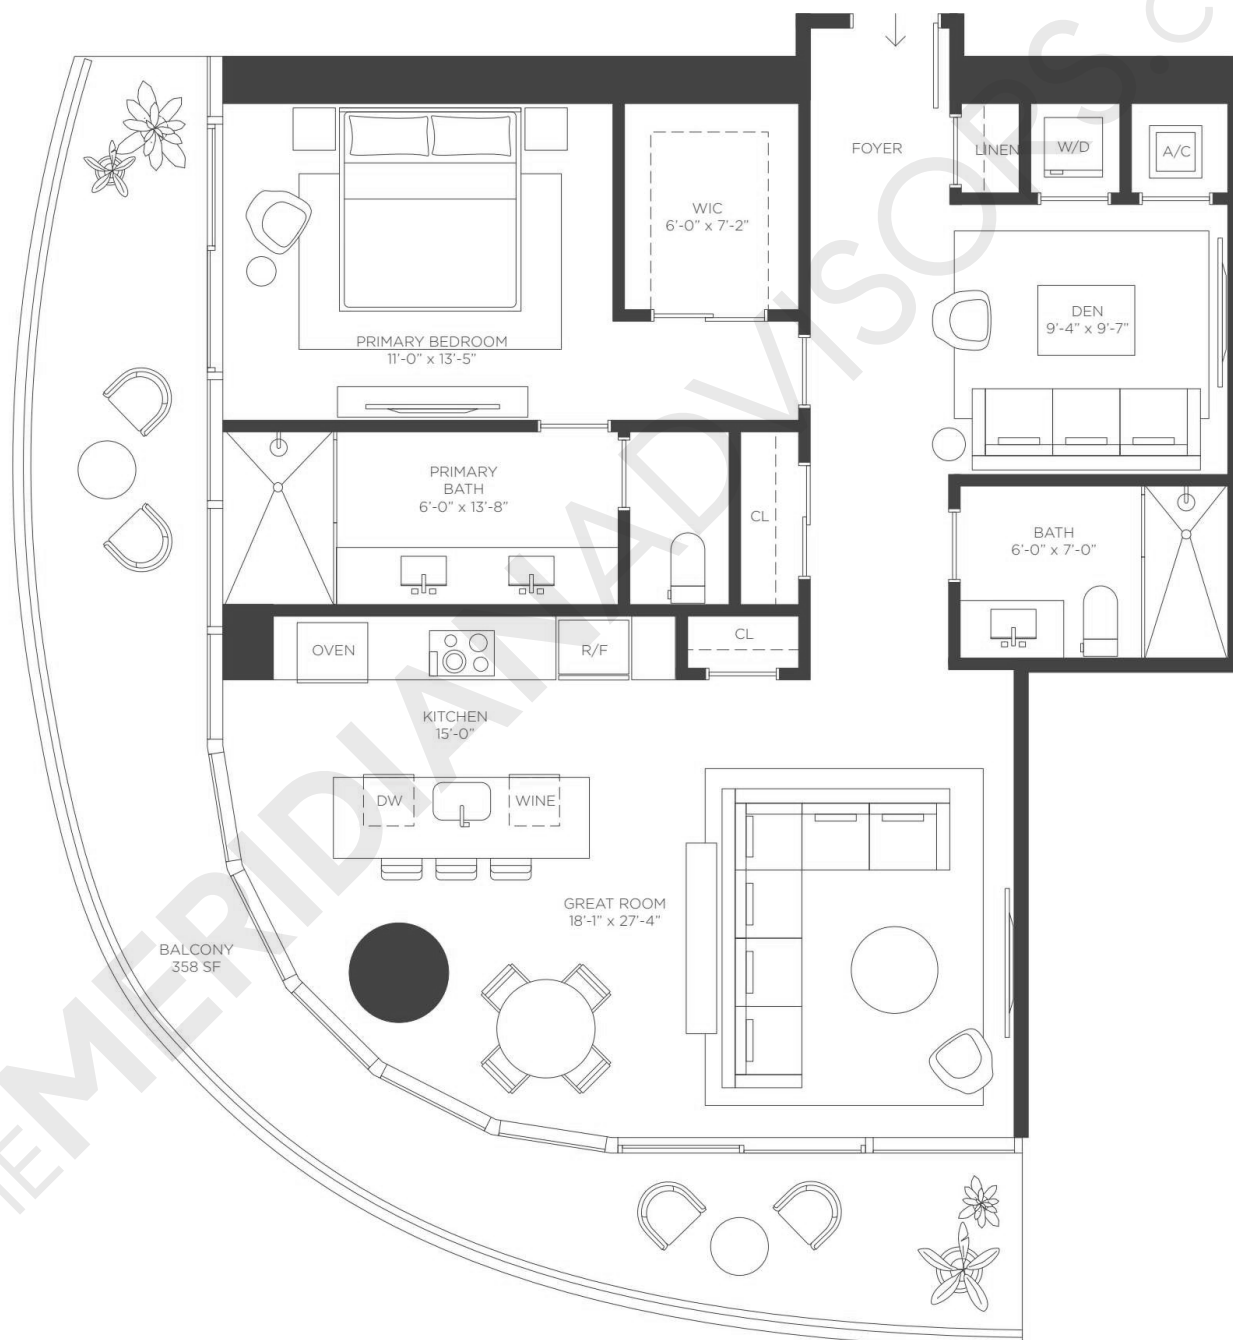 FOYER
LINEN
W/D
A/C
WIC
6'-0" x 7'-2"
DEN
9'-4" x 9'-7"
PRIMARY BEDROOM
11'-0" x 13'-5"
PRIMARY
BATH
6'-0" x 13'-8"
CL
BATH
6'-0" x 7'-0"
OVEN
R/F
CL
KITCHEN
15'-0"
DW
WINE
GREAT ROOM
18'-1" x 27'-4"
BALCONY
358 SF
HEMERIDIANADVISORS.C